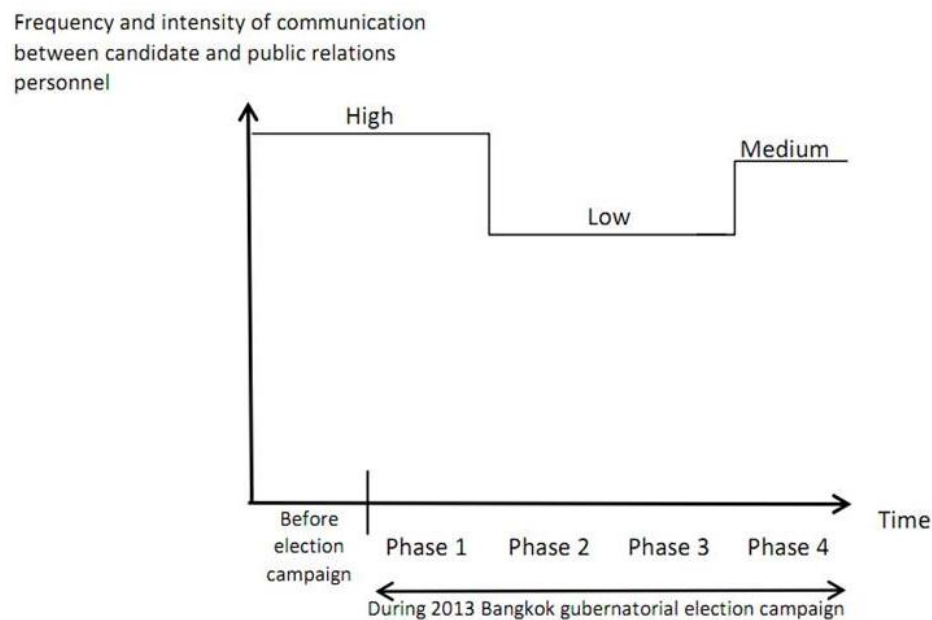 Frequency and intensity of communication
between candidate and public relations
personnel
High
Medium
Low
Time
Before
election
campaign
Phase 1
Phase 2
Phase 3
Phase 4
During 2013 Bangkok gubernatorial election campaign